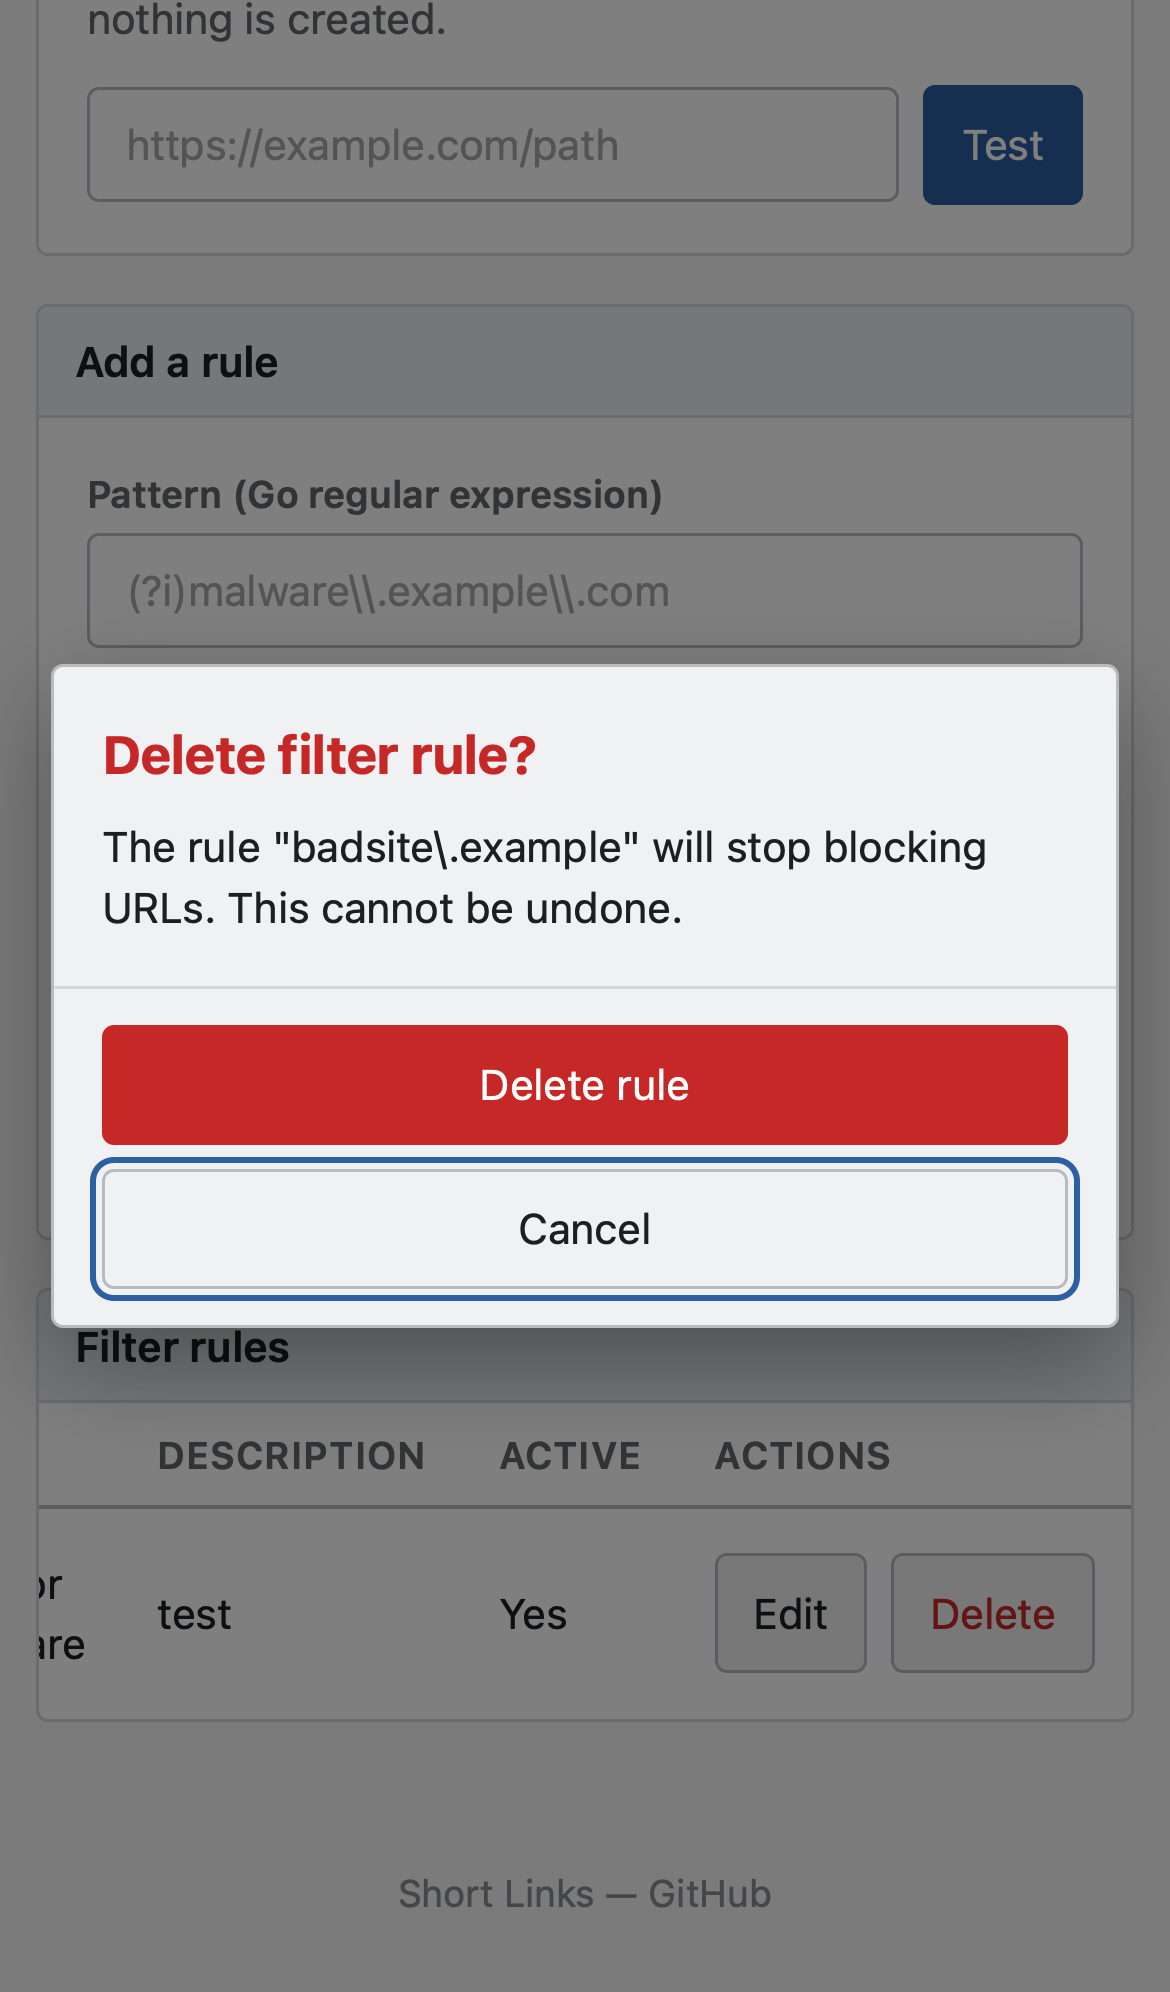 nothing is created.
https://example.com/path
Test
Add a rule
Pattern (Go regular expression)
(?i)malware\\.example\\.com
Delete filter rule?
The rule "badsite\.example" will stop blocking
URLs. This cannot be undone.
Delete rule
Cancel
Filter rules
DESCRIPTION ACTIVE ACTIONS
test Yes Edit Delete
Short Links — GitHub